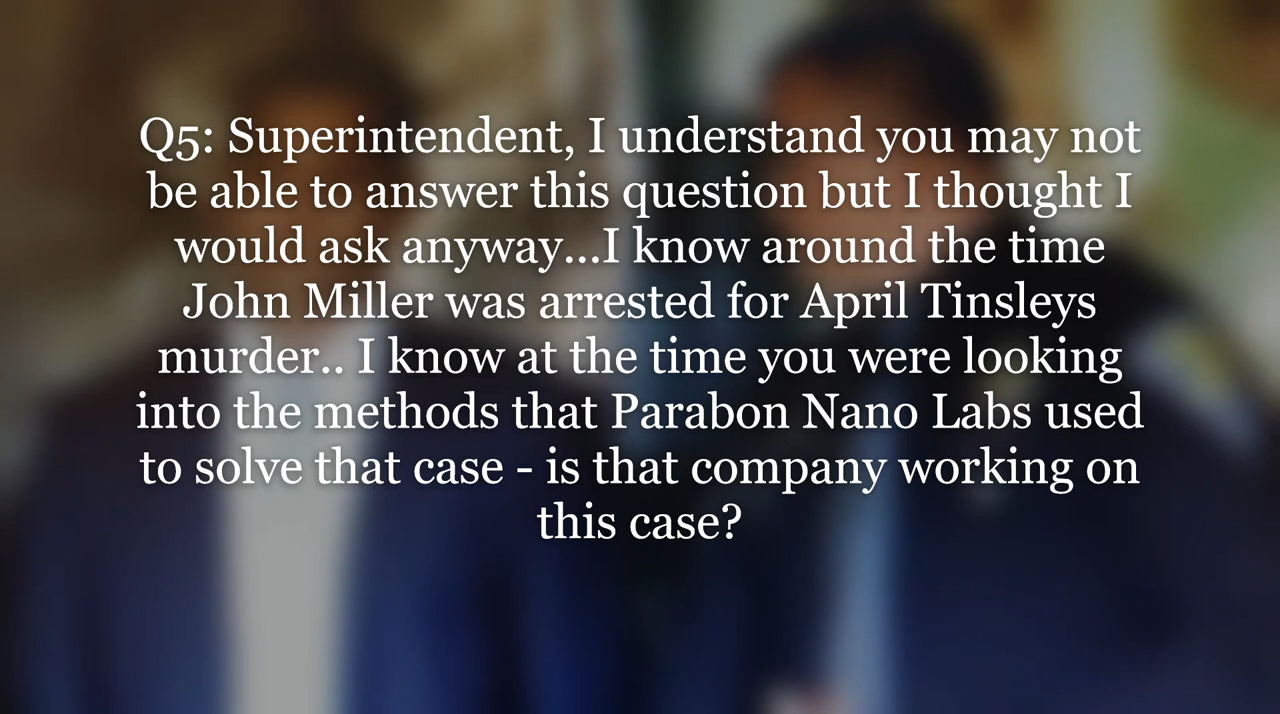 Q5: Superintendent, I understand you may not
be able to answer this question but I thought I
would ask anyway...I know around the time
John Miller was arrested for April Tinsleys
murder.. I know at the time you were looking
into the methods that Parabon Nano Labs used
to solve that case - is that company working on
this case?